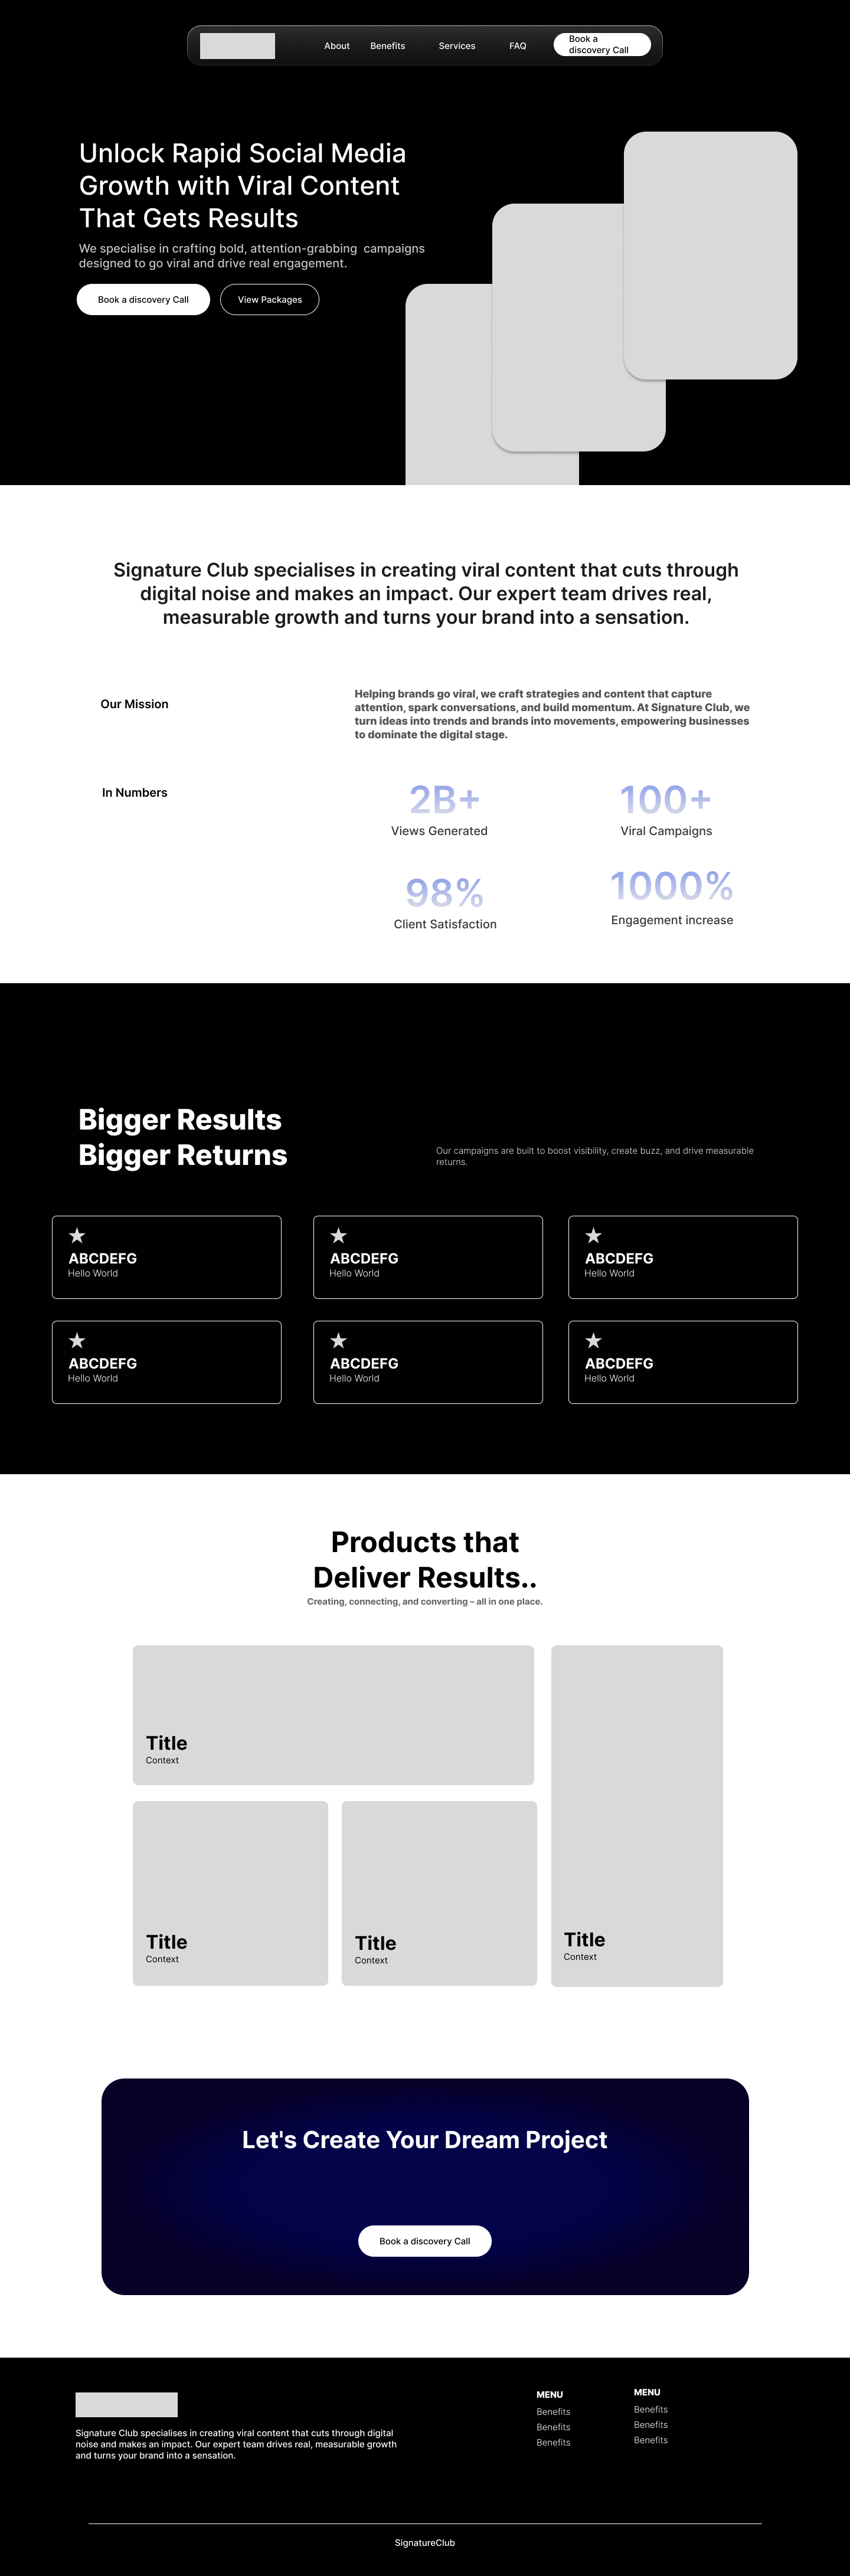 About
Benefits
Services
FAQ
Book a
discovery Call
Unlock Rapid Social Media
Growth with Viral Content
That Gets Results
We specialise in crafting bold, attention-grabbing campaigns
designed to go viral and drive real engagement.
Book a discovery Call
View Packages
Signature Club specialises in creating viral content that cuts through
digital noise and makes an impact. Our expert team drives real,
measurable growth and turns your brand into a sensation.
Our Mission
Helping brands go viral, we craft strategies and content that capture
attention, spark conversations, and build momentum. At Signature Club, we
turn ideas into trends and brands into movements, empowering businesses
to dominate the digital stage.
In Numbers
2B+
Views Generated
100+
Viral Campaigns
98%
Client Satisfaction
1000%
Engagement increase
Bigger Results
Bigger Returns
Our campaigns are built to boost visibility, create buzz, and drive measurable
returns.
ABCDEFG
Hello World
ABCDEFG
Hello World
ABCDEFG
Hello World
ABCDEFG
Hello World
ABCDEFG
Hello World
ABCDEFG
Hello World
Products that
Deliver Results..
Creating, connecting, and converting – all in one place.
Title
Context
Title
Context
Title
Context
Title
Context
Let's Create Your Dream Project
Book a discovery Call
Signature Club specialises in creating viral content that cuts through digital
noise and makes an impact. Our expert team drives real, measurable growth
and turns your brand into a sensation.
MENU
Benefits
Benefits
Benefits
MENU
Benefits
Benefits
Benefits
SignatureClub